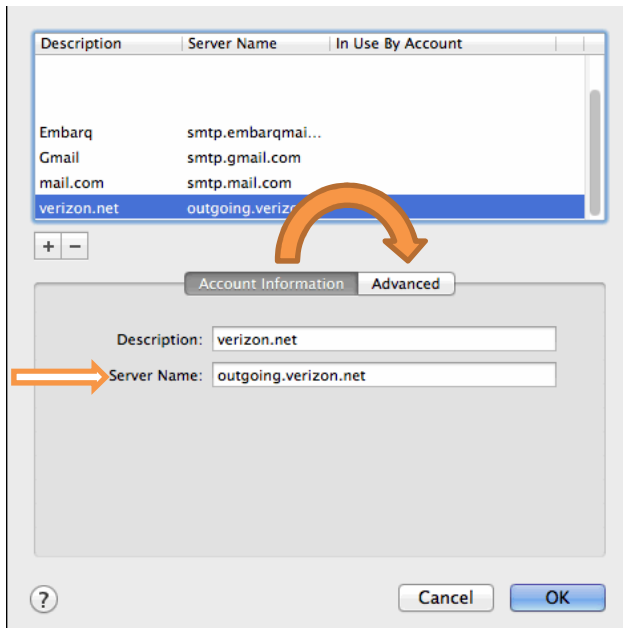 Description Server Name In Use By Account
Embarq smtp.embarqmai...
Gmail smtp.gmail.com
mail.com smtp.mail.com
verizon.net outgoing.verizo
+ −
Account Information Advanced
Description: verizon.net
Server Name: outgoing.verizon.net
? Cancel OK